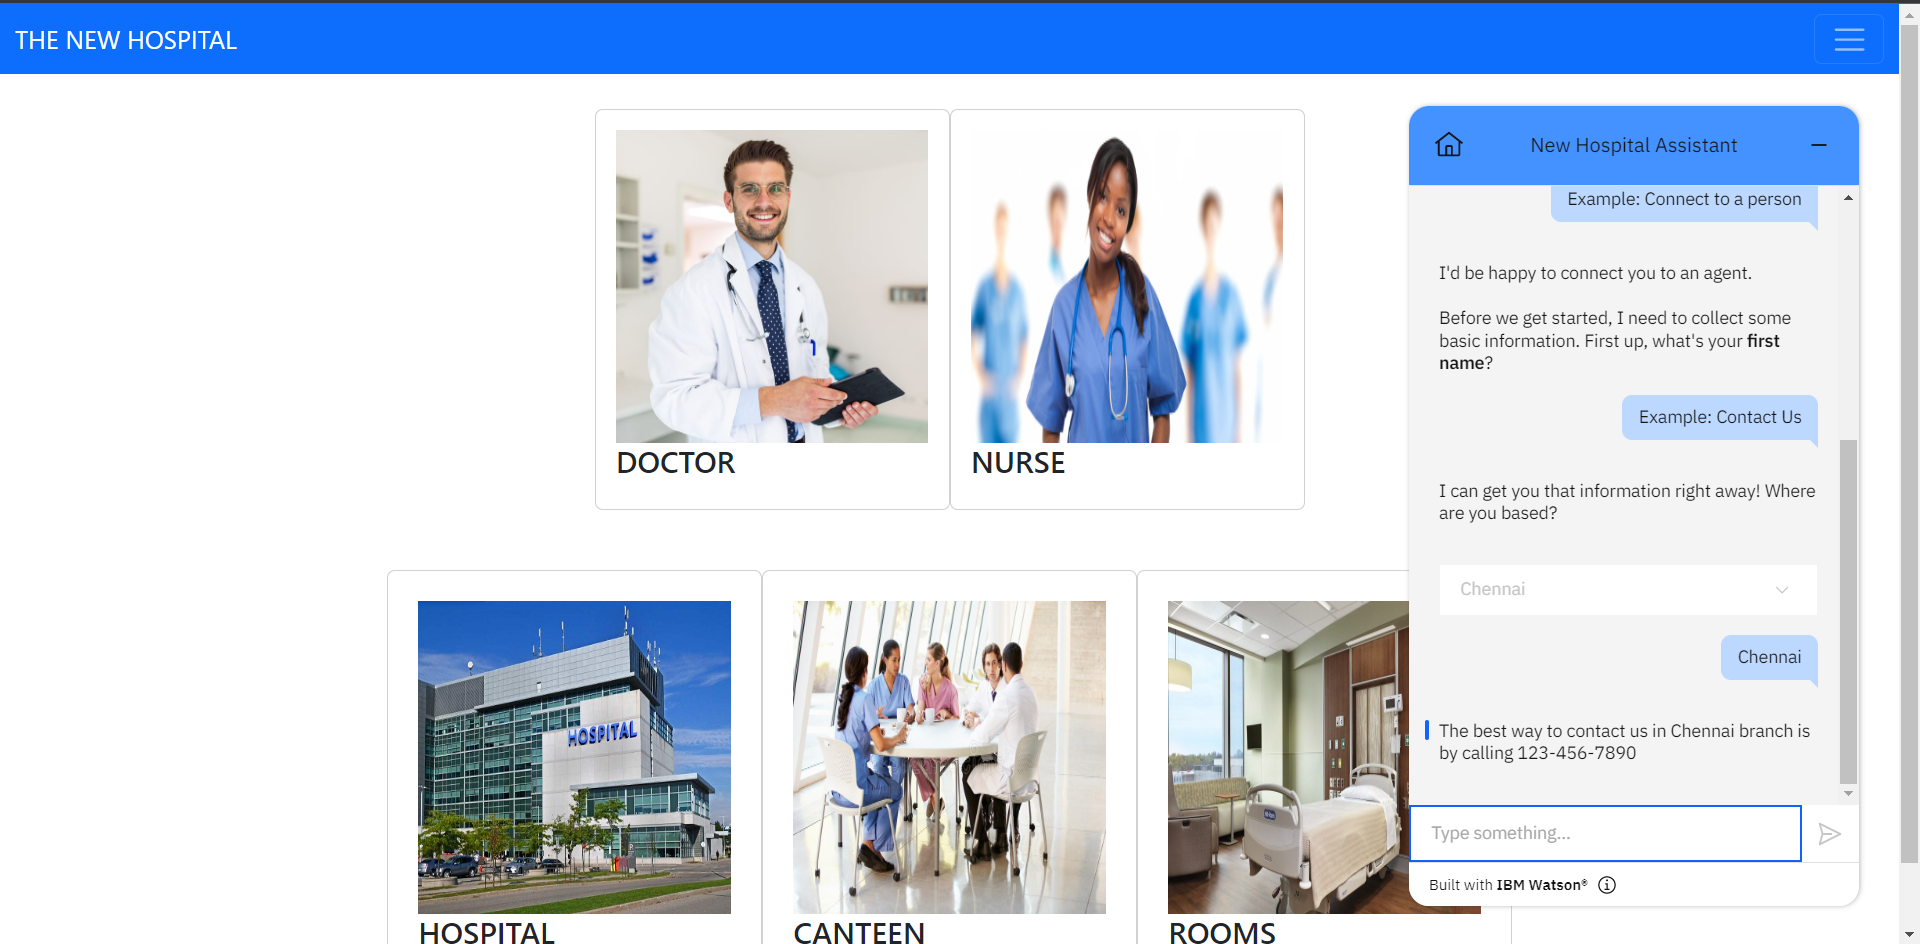 THE NEW HOSPITAL
DOCTOR
NURSE
HOSPITAL
HOSPITAL
CANTEEN
ROOMS
New Hospital Assistant
Example: Connect to a person
I'd be happy to connect you to an agent.
Before we get started, I need to collect some
basic information. First up, what's your first
name?
Example: Contact Us
I can get you that information right away! Where
are you based?
Chennai
Chennai
The best way to contact us in Chennai branch is
by calling 123-456-7890
Type something...
Built with IBM Watson®